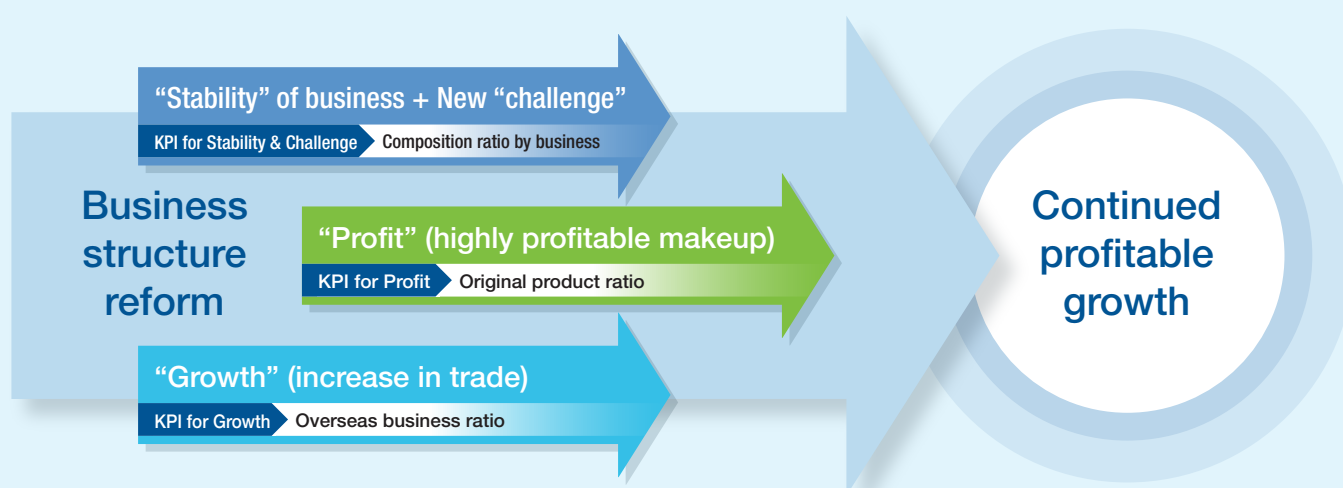 “Stability” of business + New “challenge”
KPI for Stability & Challenge
Composition ratio by business
Business
structure
reform
“Profit” (highly profitable makeup)
KPI for Profit
Original product ratio
“Growth” (increase in trade)
KPI for Growth
Overseas business ratio
Continued
profitable
growth